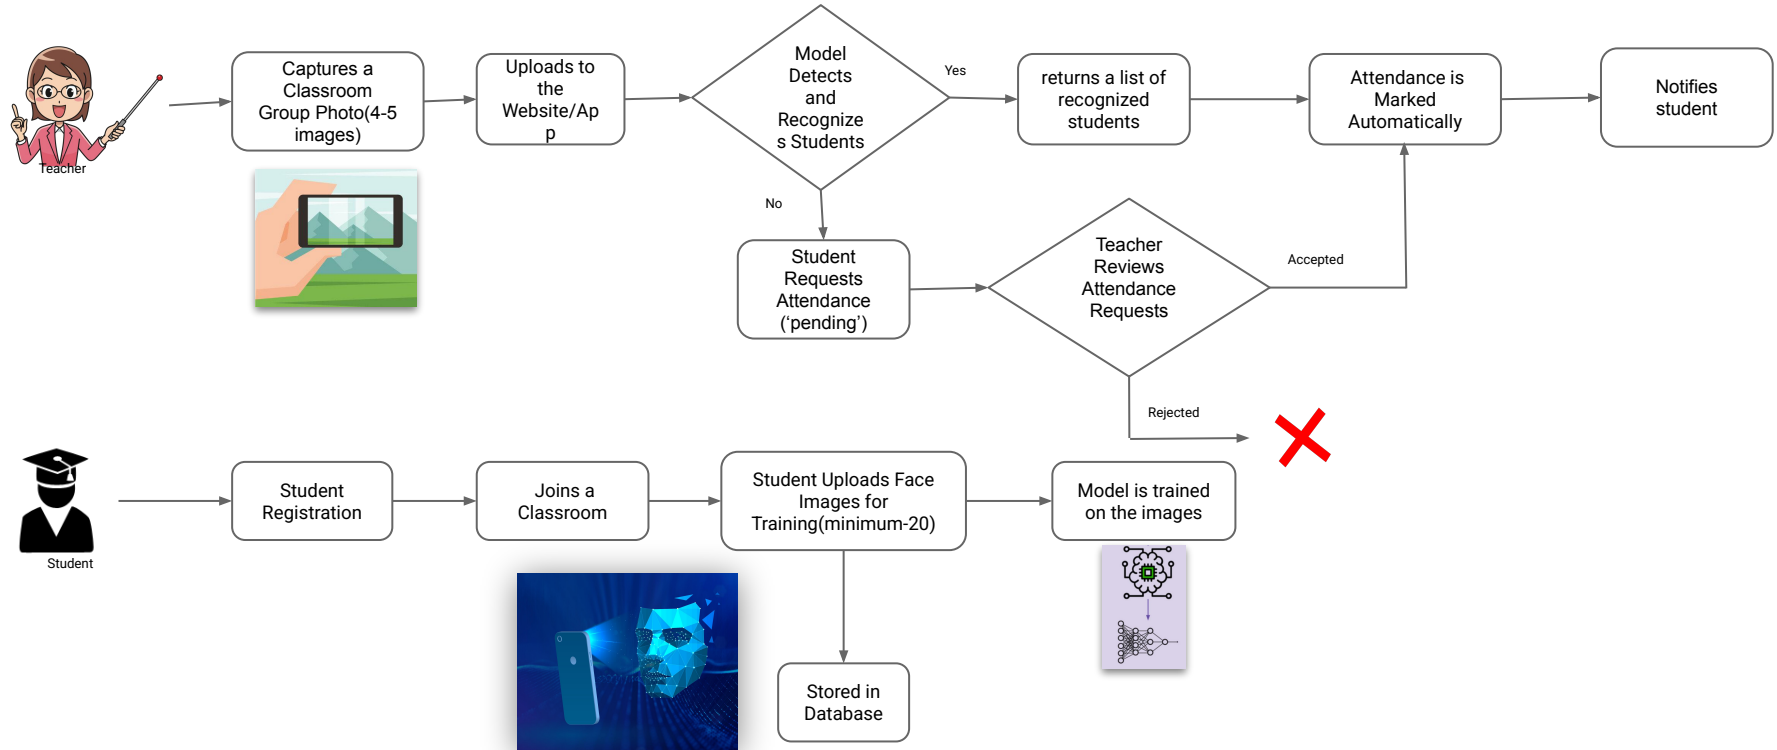 Teacher
Captures a
Classroom
Group Photo(4-5
images)
Uploads to
the
Website/Ap
p
Model
Detects
and
Recognize
s Students
Yes
returns a list of
recognized
students
Attendance is
Marked
Automatically
Notifies
student
No
Student
Requests
Attendance
(‘pending’)
Teacher
Reviews
Attendance
Requests
Accepted
Rejected
Student
Student
Registration
Joins a
Classroom
Student Uploads Face
Images for
Training(minimum-20)
Model is trained
on the images
Stored in
Database